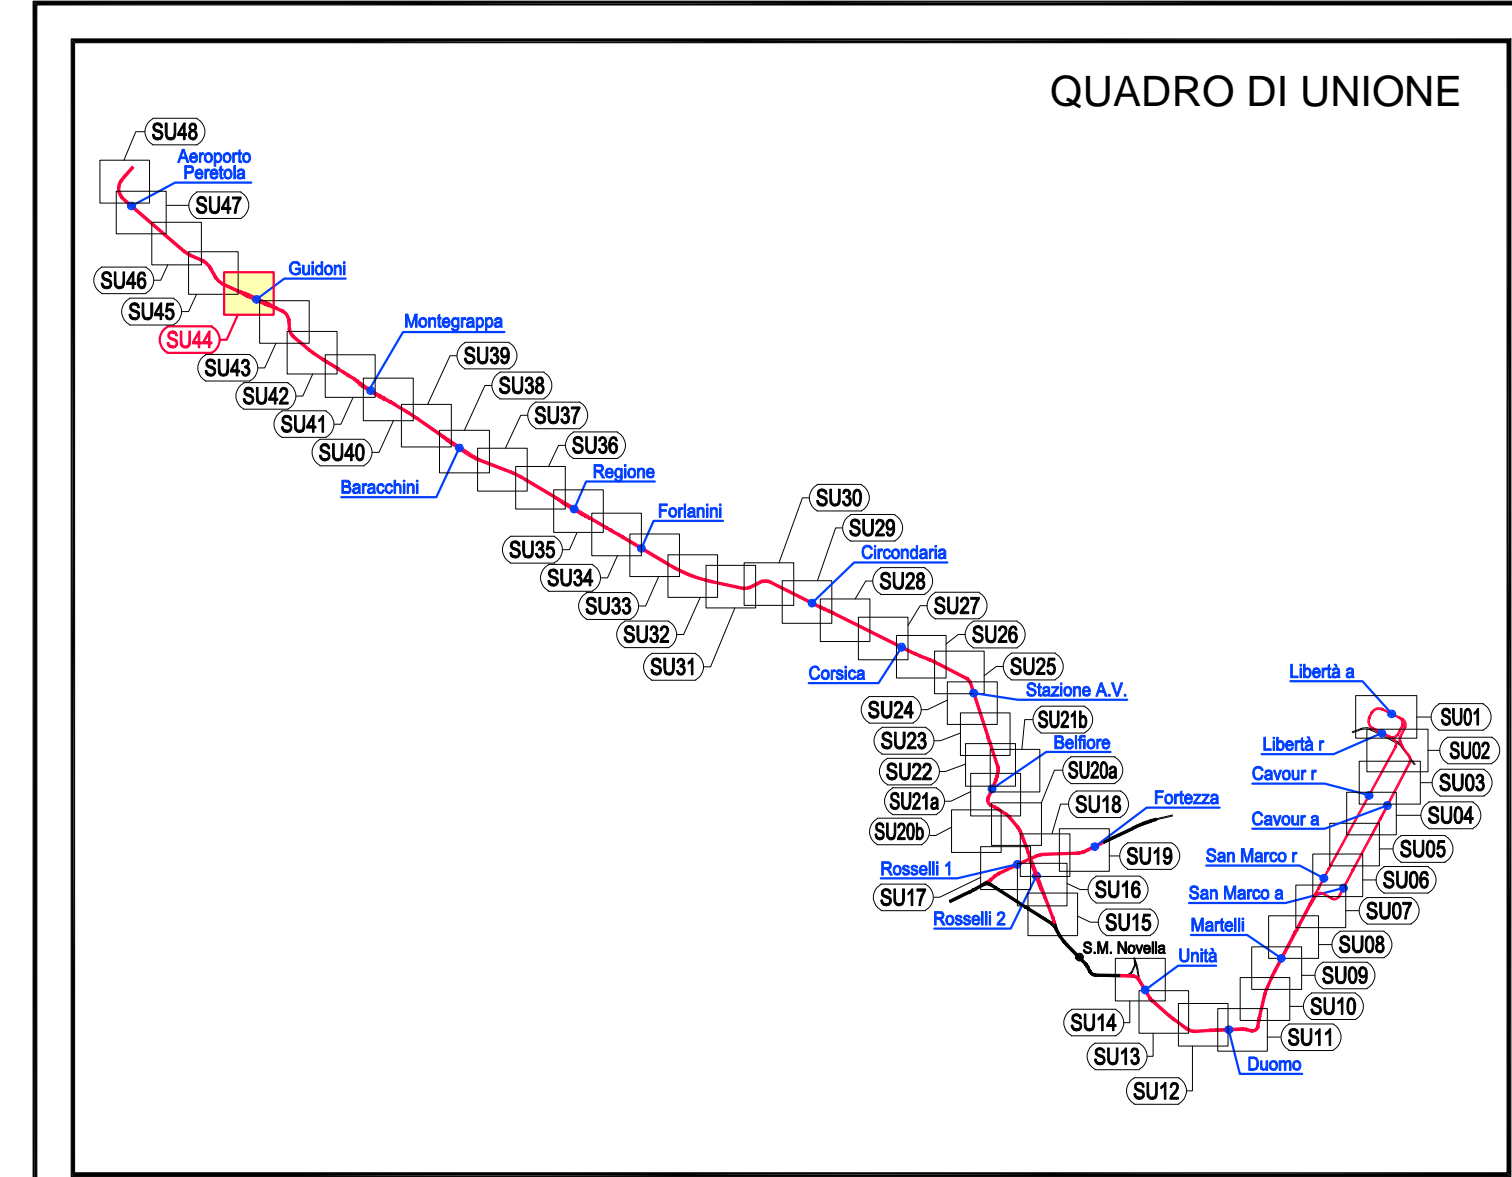 QUADRO DI UNIONE
SU48
Aeroporto
Peretola
SU47
SU46
Guidoni
SU45
SU44
Montegrappa
SU43
SU39
SU42
SU38
SU41
SU37
SU40
SU36
Baracchini
Regione
SU30
Forlanini
SU29
SU35
Circondaria
SU34
SU28
SU33
SU27
SU32
SU26
SU31
SU25
Corsica
Libertà a
Stazione A.V.
SU24
SU21b
SU01
SU23
Belfiore
Libertà r
SU02
SU22
SU20a
Cavour r
SU03
SU21a
SU18
Fortezza
Cavour a
SU04
SU20b
SU05
SU19
San Marco r
Rosselli 1
SU06
SU17
SU16
San Marco a
SU07
Rosselli 2
SU15
Martelli
SU08
S.M. Novella
Unità
SU09
SU10
SU14
SU11
SU13
Duomo
SU12